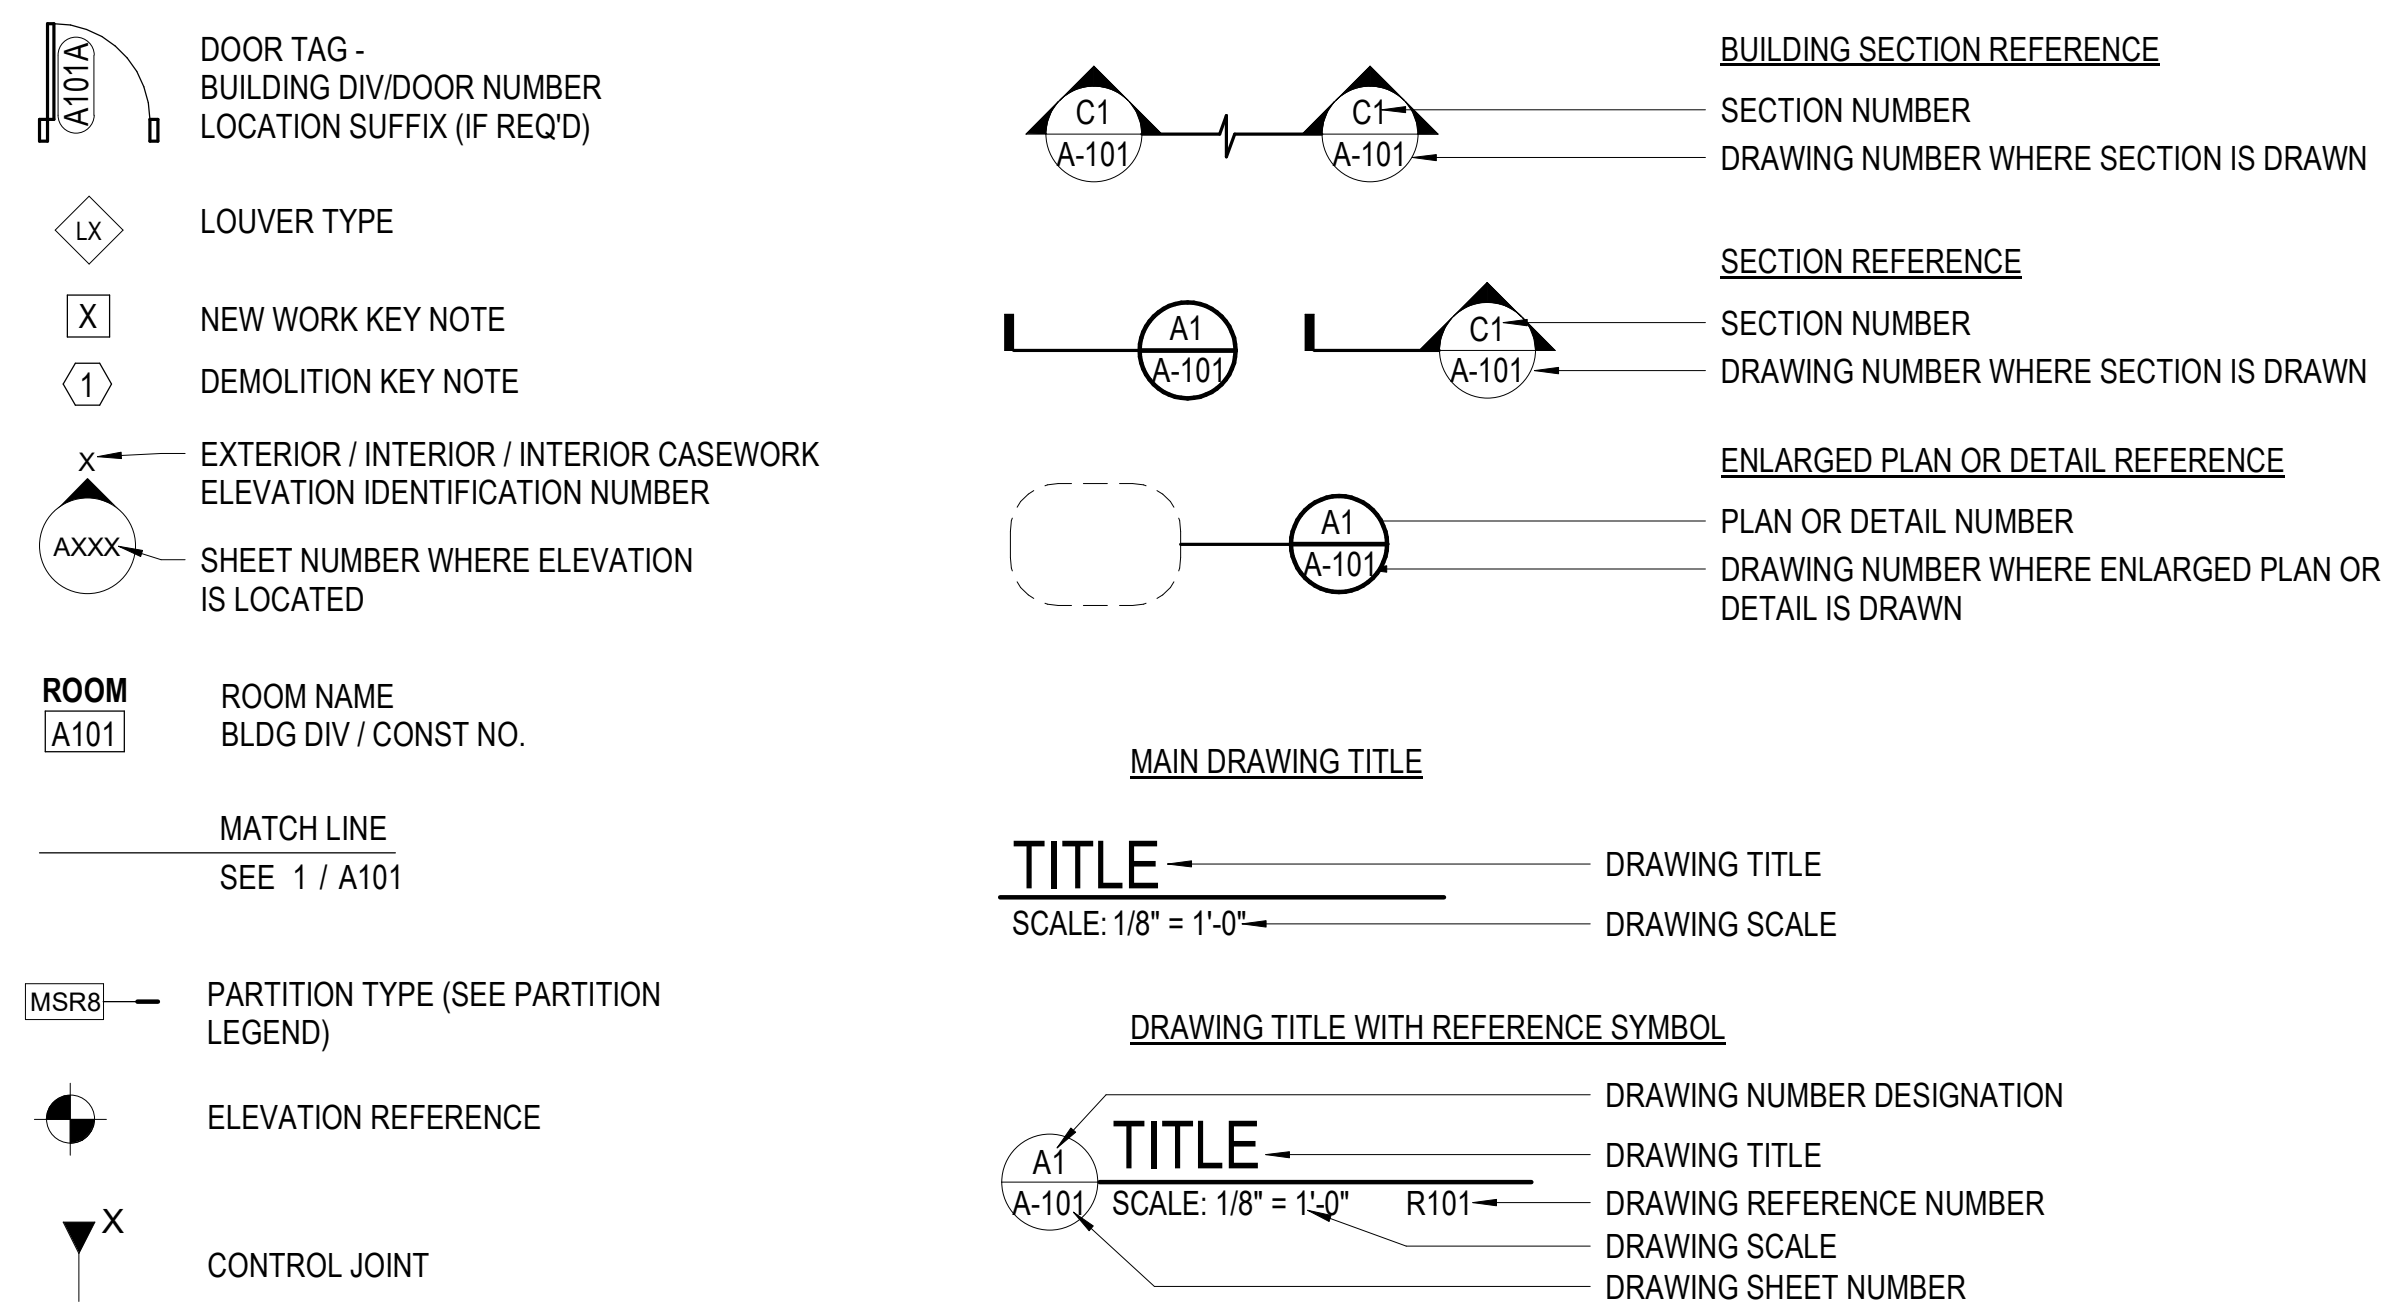 A101A
DOOR TAG -
BUILDING DIV/DOOR NUMBER
LOCATION SUFFIX (IF REQ'D)
LX
LOUVER TYPE
X
NEW WORK KEY NOTE
1
DEMOLITION KEY NOTE
X
EXTERIOR / INTERIOR / INTERIOR CASEWORK
ELEVATION IDENTIFICATION NUMBER
AXXX
SHEET NUMBER WHERE ELEVATION
IS LOCATED
ROOM
A101
ROOM NAME
BLDG DIV / CONST NO.
MATCH LINE
SEE 1 / A101
MSR8
PARTITION TYPE (SEE PARTITION
LEGEND)
ELEVATION REFERENCE
X
CONTROL JOINT
BUILDING SECTION REFERENCE
C1
A-101
C1
A-101
SECTION NUMBER
DRAWING NUMBER WHERE SECTION IS DRAWN
SECTION REFERENCE
A1
A-101
C1
A-101
SECTION NUMBER
DRAWING NUMBER WHERE SECTION IS DRAWN
ENLARGED PLAN OR DETAIL REFERENCE
A1
A-101
PLAN OR DETAIL NUMBER
DRAWING NUMBER WHERE ENLARGED PLAN OR
DETAIL IS DRAWN
MAIN DRAWING TITLE
TITLE
SCALE: 1/8" = 1'-0"
DRAWING TITLE
DRAWING SCALE
DRAWING TITLE WITH REFERENCE SYMBOL
A1
A-101
TITLE
SCALE: 1/8" = 1'-0" R101
DRAWING NUMBER DESIGNATION
DRAWING TITLE
DRAWING REFERENCE NUMBER
DRAWING SCALE
DRAWING SHEET NUMBER